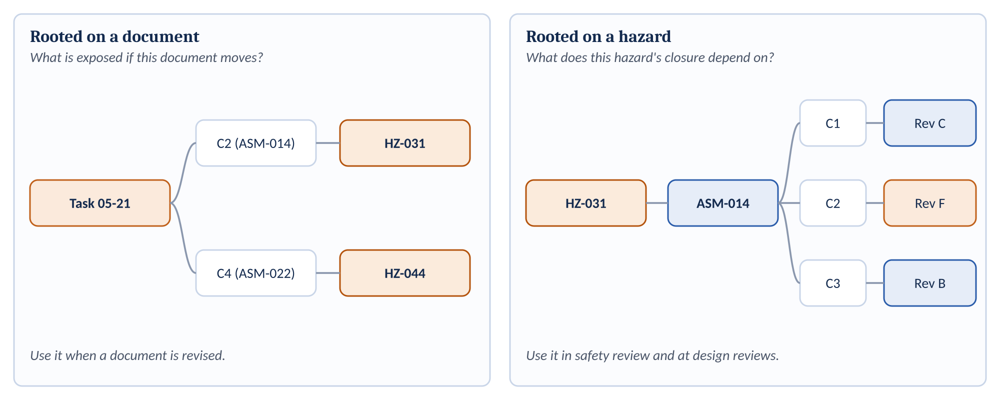 Rooted on a document
What is exposed if this document moves?
C2 (ASM-014)
HZ-031
Task 05-21
C4 (ASM-022)
HZ-044
Use it when a document is revised.
Rooted on a hazard
What does this hazard's closure depend on?
C1
Rev C
HZ-031
ASM-014
C2
Rev F
C3
Rev B
Use it in safety review and at design reviews.